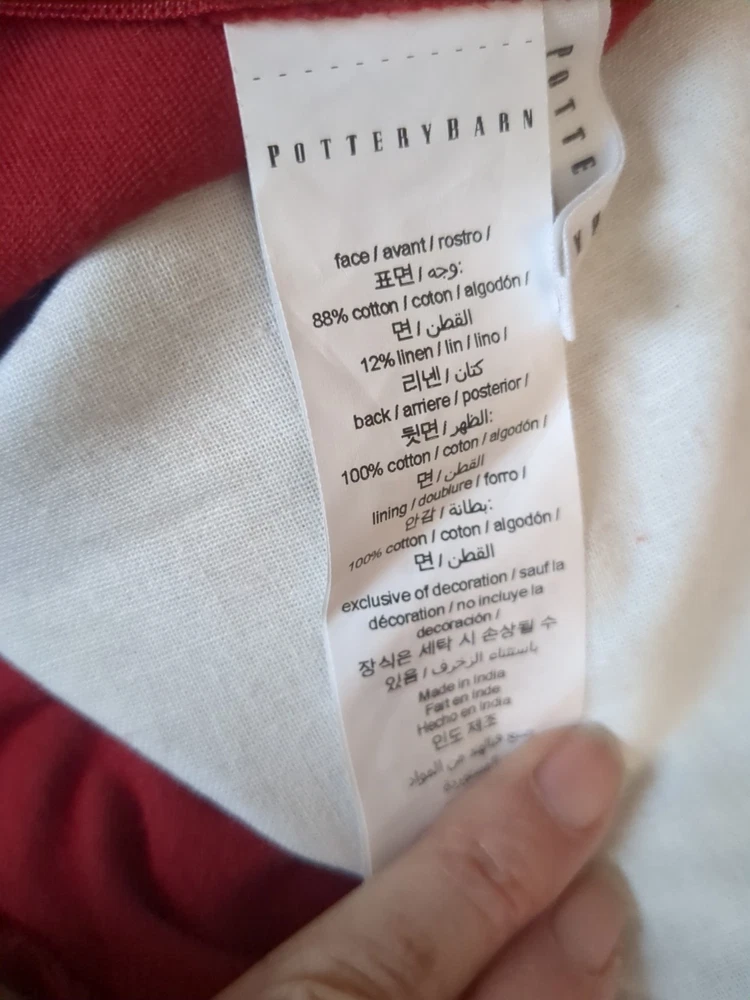 POTTERYBARN
face / avant / rostro /
표면 / وجه:
88% cotton / coton / algodón /
면 / القطن
12% linen / lin / lino /
리넨 / كتان
back / arriere / posterior /
뒷면 / الظهر:
100% cotton / coton / algodón /
면 / القطن
lining / doublure / forro /
안감 / بطانة:
100% cotton / coton / algodón /
면 / القطن
exclusive of decoration / sauf la
décoration / no incluye la
decoración /
장식은 세탁 시 손상될 수
있음 / باستثناء الزخرف
Made in India
Fait en Inde
Hecho en India
인도 제조
من المواد
المستوردة
POTTE